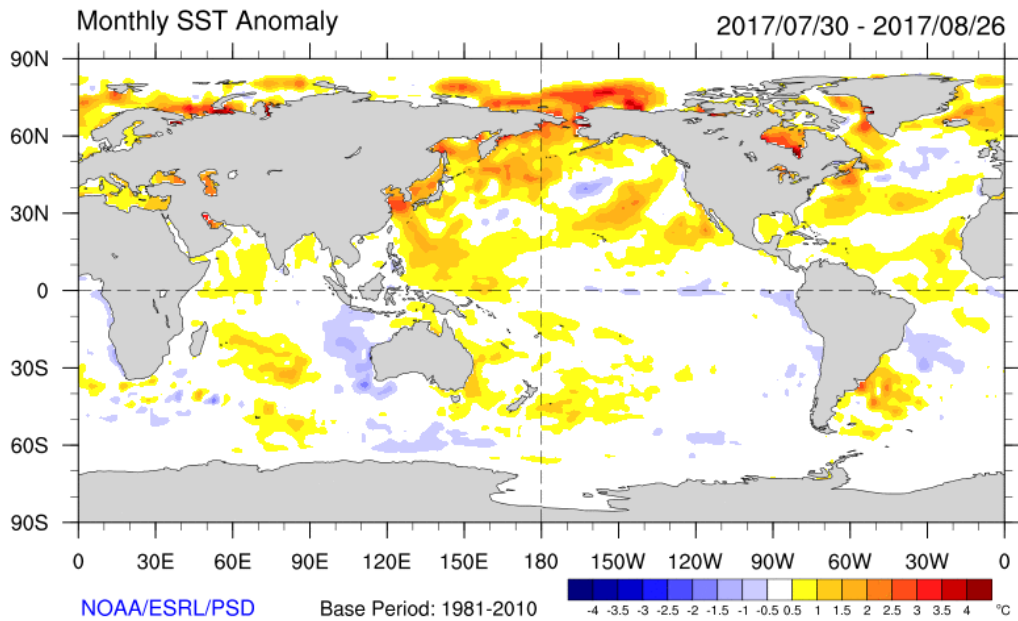 Monthly SST Anomaly 2017/07/30 - 2017/08/26
90N
60N
30N
0
30S
60S
90S
0 30E 60E 90E 120E 150E 180 150W 120W 90W 60W 30W 0
NOAA/ESRL/PSD Base Period: 1981-2010
-4 -3.5 -3 -2.5 -2 -1.5 -1 -0.5 0.5 1 1.5 2 2.5 3 3.5 4 °C